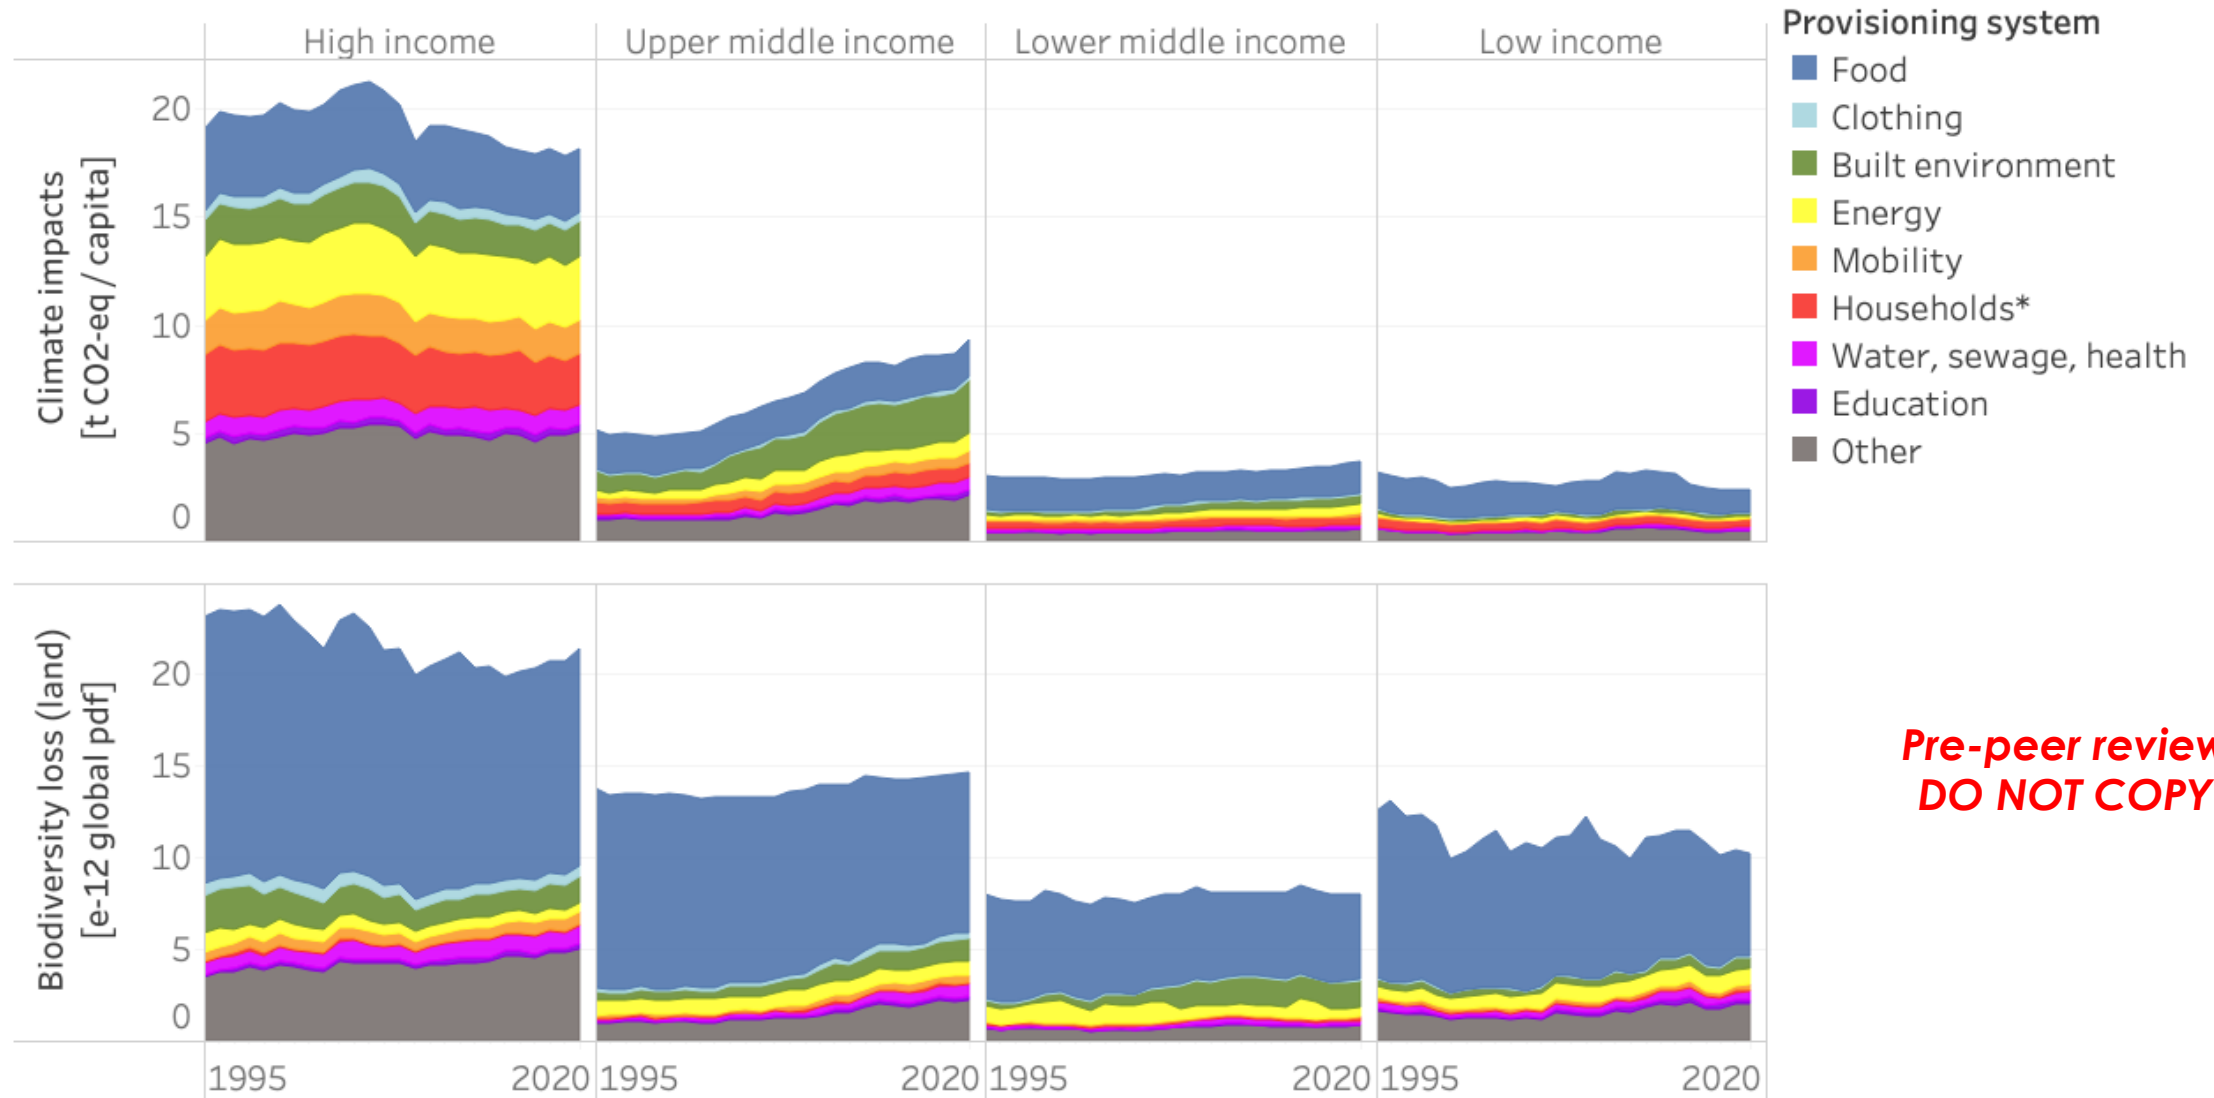 High income
Upper middle income
Lower middle income
Low income
Provisioning system
Food
Clothing
Built environment
Energy
Mobility
Households*
Water, sewage, health
Education
Other
Climate impacts
[t CO2-eq/ capita]
20
15
10
5
0
Biodiversity loss (land)
[e-12 global pdf]
20
15
10
5
0
Pre-peer review
DO NOT COPY
1995 2020 1995 2020 1995 2020 1995 2020